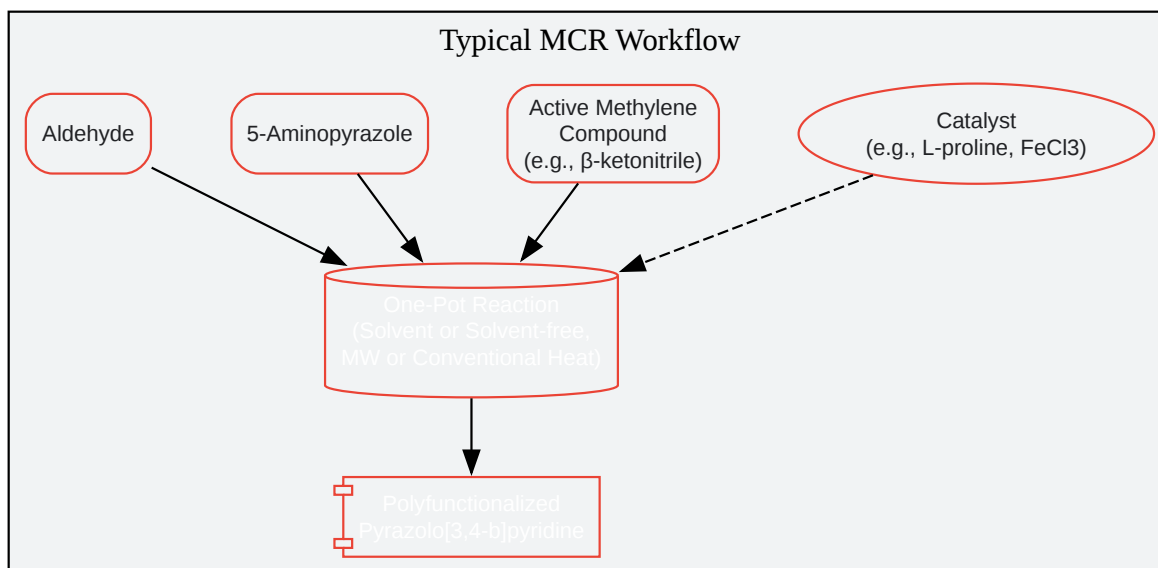 Typical MCR Workflow
Aldehyde
5-Aminopyrazole
Active Methylene
Compound
(e.g., β-ketonitrile)
Catalyst
(e.g., L-proline, FeCl3)
One-Pot Reaction
(Solvent or Solvent-free,
MW or Conventional Heat)
Polyfunctionalized
Pyrazolo[3,4-b]pyridine